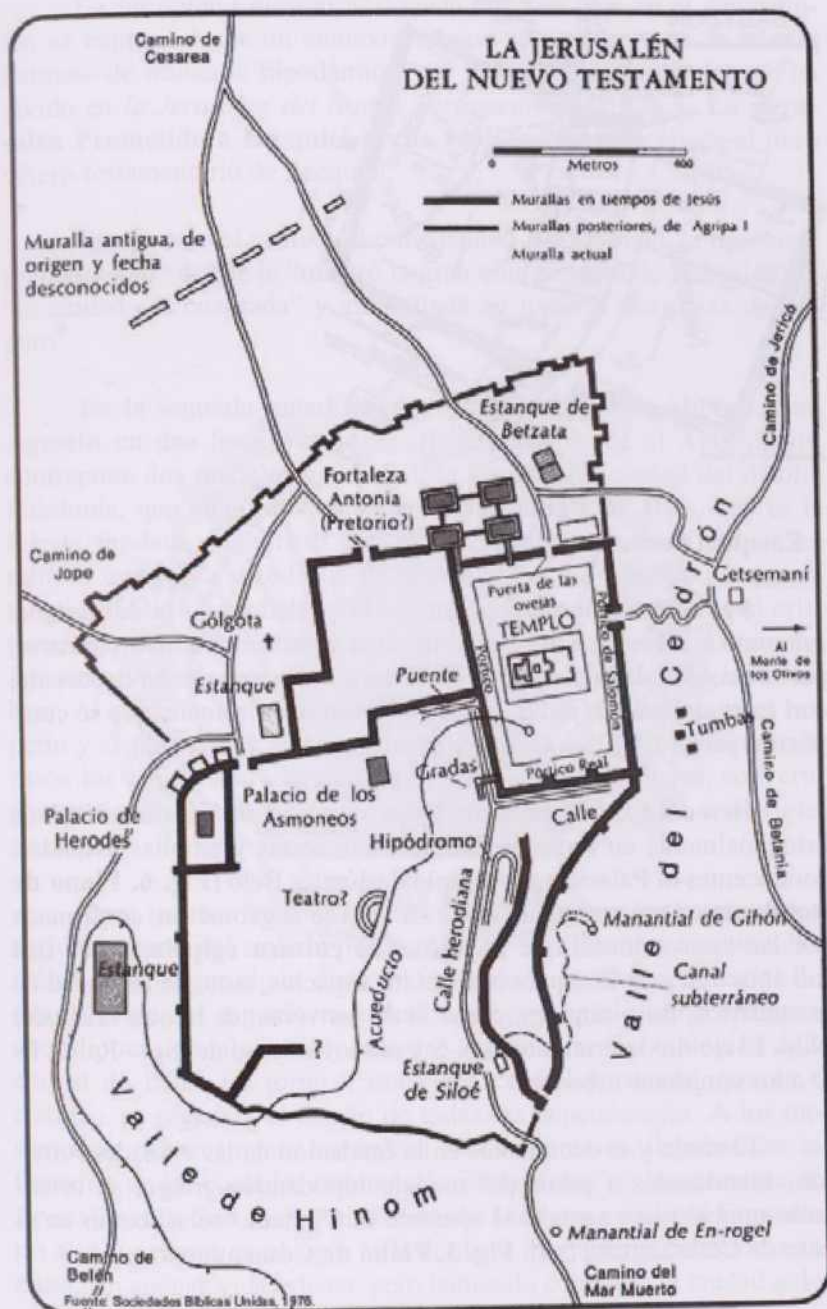 LA JERUSALÉN
DEL NUEVO TESTAMENTO
0 400
Metros
Murallas en tiempos de Jesús
Murallas posteriores, de Agripa I
Muralla actual
Camino de
Cesarea
Muralla antigua, de
origen y fecha
desconocidos
Camino de Jericó
Estanque de
Betzata
Fortaleza
Antonia
(Pretorio?)
Camino de
Jope
Gólgota
Puerta de las
ovejas
TEMPLO
Getsemaní
Al
Monte de
los Olivos
Pórtico
Pórtico de Salomón
Valle del Cedrón
Estanque
Puente
Tumbas
Camino de Betania
Gradas
Pórtico Real
Palacio de
Herodes
Palacio de los
Asmoneos
Calle
Hipódromo
Teatro?
Manantial de Gihón
Estanque
Acueducto
Calle Herodiana
Canal
subterráneo
?
Estanque
de Siloé
Valle de Hinom
Manantial de En-rogel
Camino de
Belén
Camino del
Mar Muerto
Fuente: Sociedades Bíblicas Unidas, 1976.